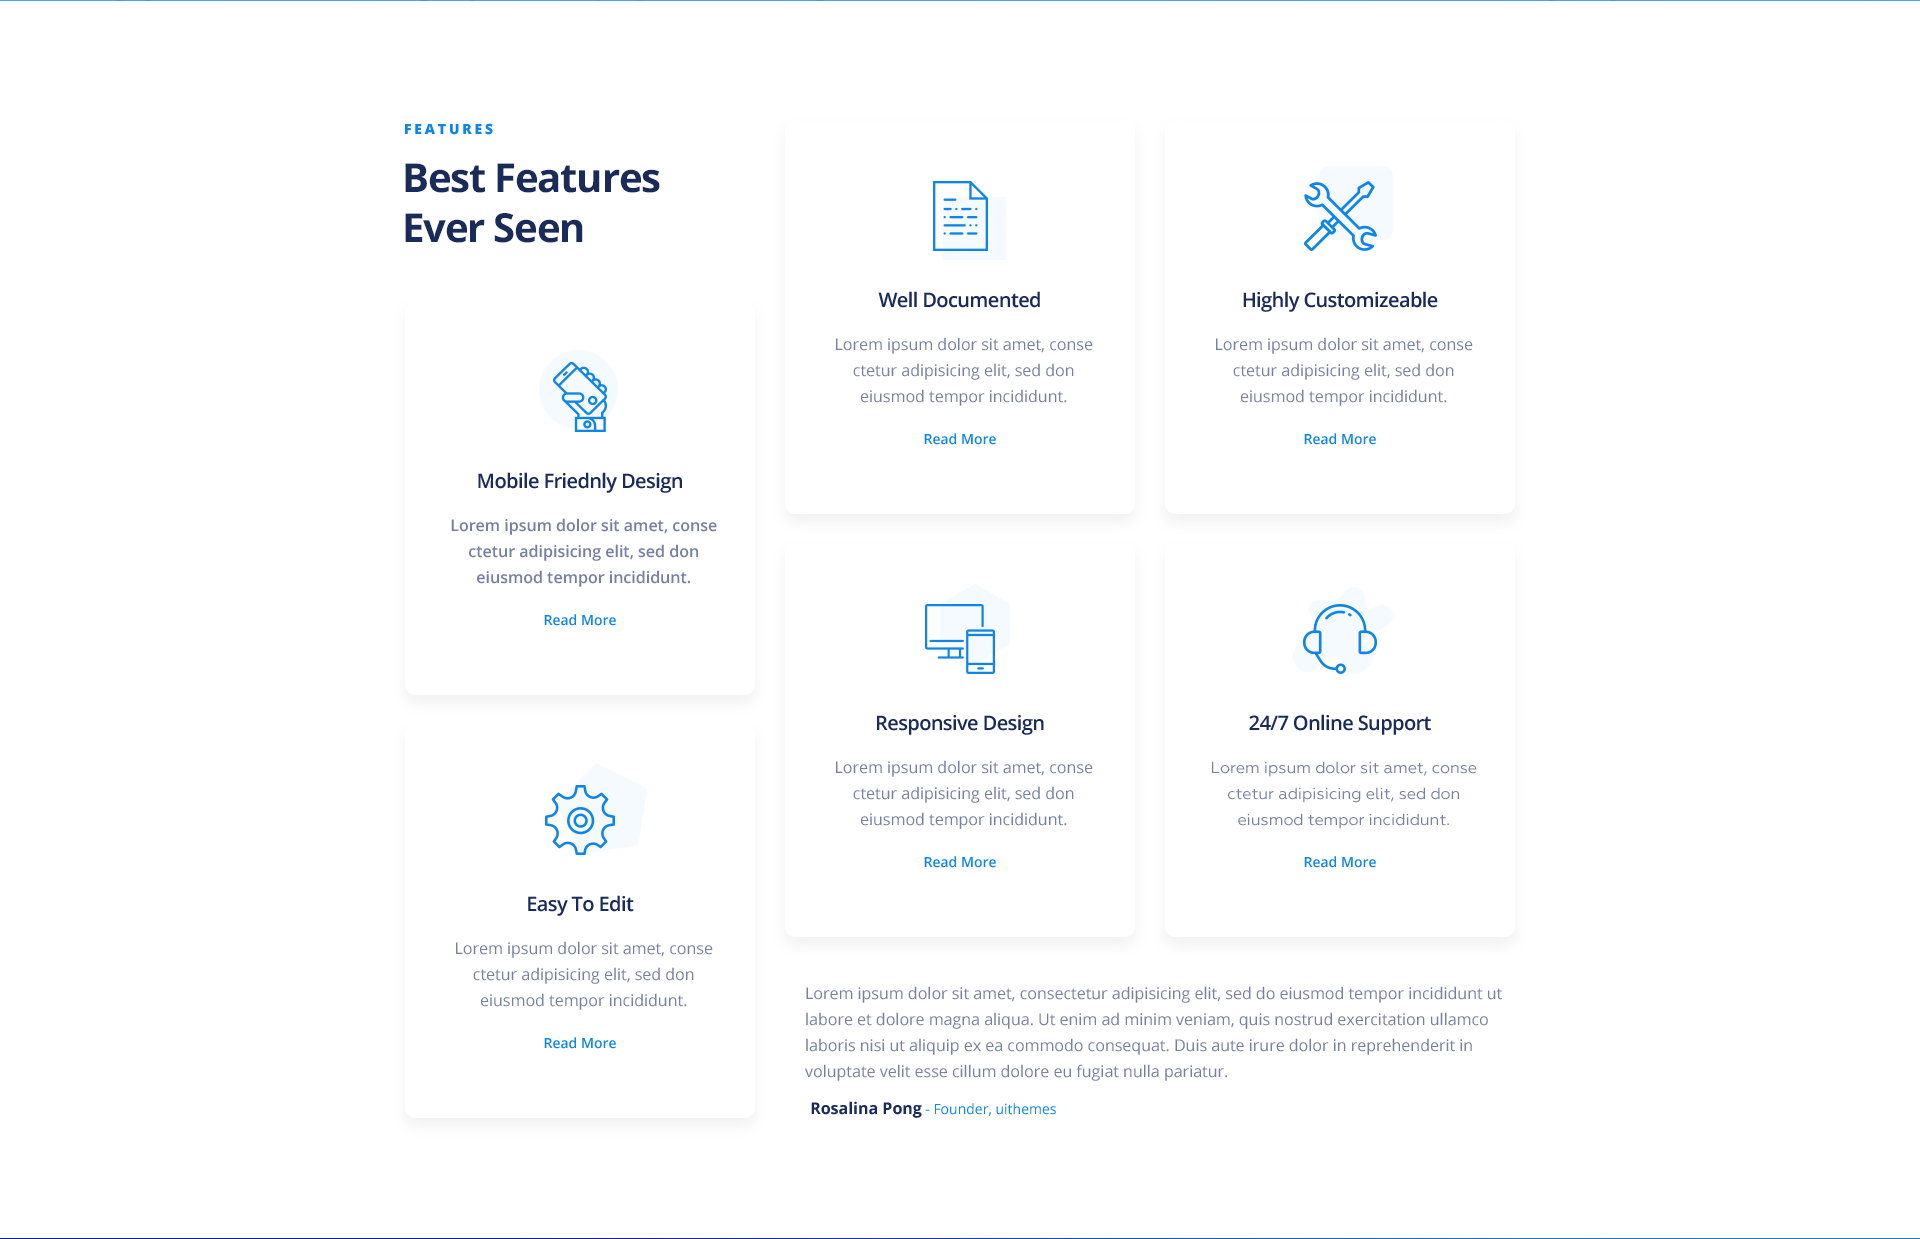 FEATURES
Best Features
Ever Seen
Mobile Friednly Design
Lorem ipsum dolor sit amet, conse
ctetur adipisicing elit, sed don
eiusmod tempor incididunt.
Read More
Easy To Edit
Lorem ipsum dolor sit amet, conse
ctetur adipisicing elit, sed don
eiusmod tempor incididunt.
Read More
Well Documented
Lorem ipsum dolor sit amet, conse
ctetur adipisicing elit, sed don
eiusmod tempor incididunt.
Read More
Highly Customizeable
Lorem ipsum dolor sit amet, conse
ctetur adipisicing elit, sed don
eiusmod tempor incididunt.
Read More
Responsive Design
Lorem ipsum dolor sit amet, conse
ctetur adipisicing elit, sed don
eiusmod tempor incididunt.
Read More
24/7 Online Support
Lorem ipsum dolor sit amet, conse
ctetur adipisicing elit, sed don
eiusmod tempor incididunt.
Read More
Lorem ipsum dolor sit amet, consectetur adipisicing elit, sed do eiusmod tempor incididunt ut
labore et dolore magna aliqua. Ut enim ad minim veniam, quis nostrud exercitation ullamco
laboris nisi ut aliquip ex ea commodo consequat. Duis aute irure dolor in reprehenderit in
voluptate velit esse cillum dolore eu fugiat nulla pariatur.
Rosalina Pong - Founder, uithemes